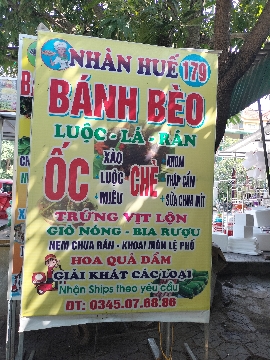 NHÀN HUẾ 179
BÁNH BÈO
LUỘC - LÁ - RÁN
ỐC XÀO LUỘC MIẾU
CHÈ THẬP CẨM + SỮA CHUA MÍT
TRỨNG VỊT LỘN
GIÒ NÓNG - BIA RƯỢU
NEM CHUA RÁN - KHOAI MÔN LỆ PHỐ
HOA QUẢ DẦM
GIẢI KHÁT CÁC LOẠI
Nhận Ships theo yêu cầu
ĐT: 0345.07.68.86